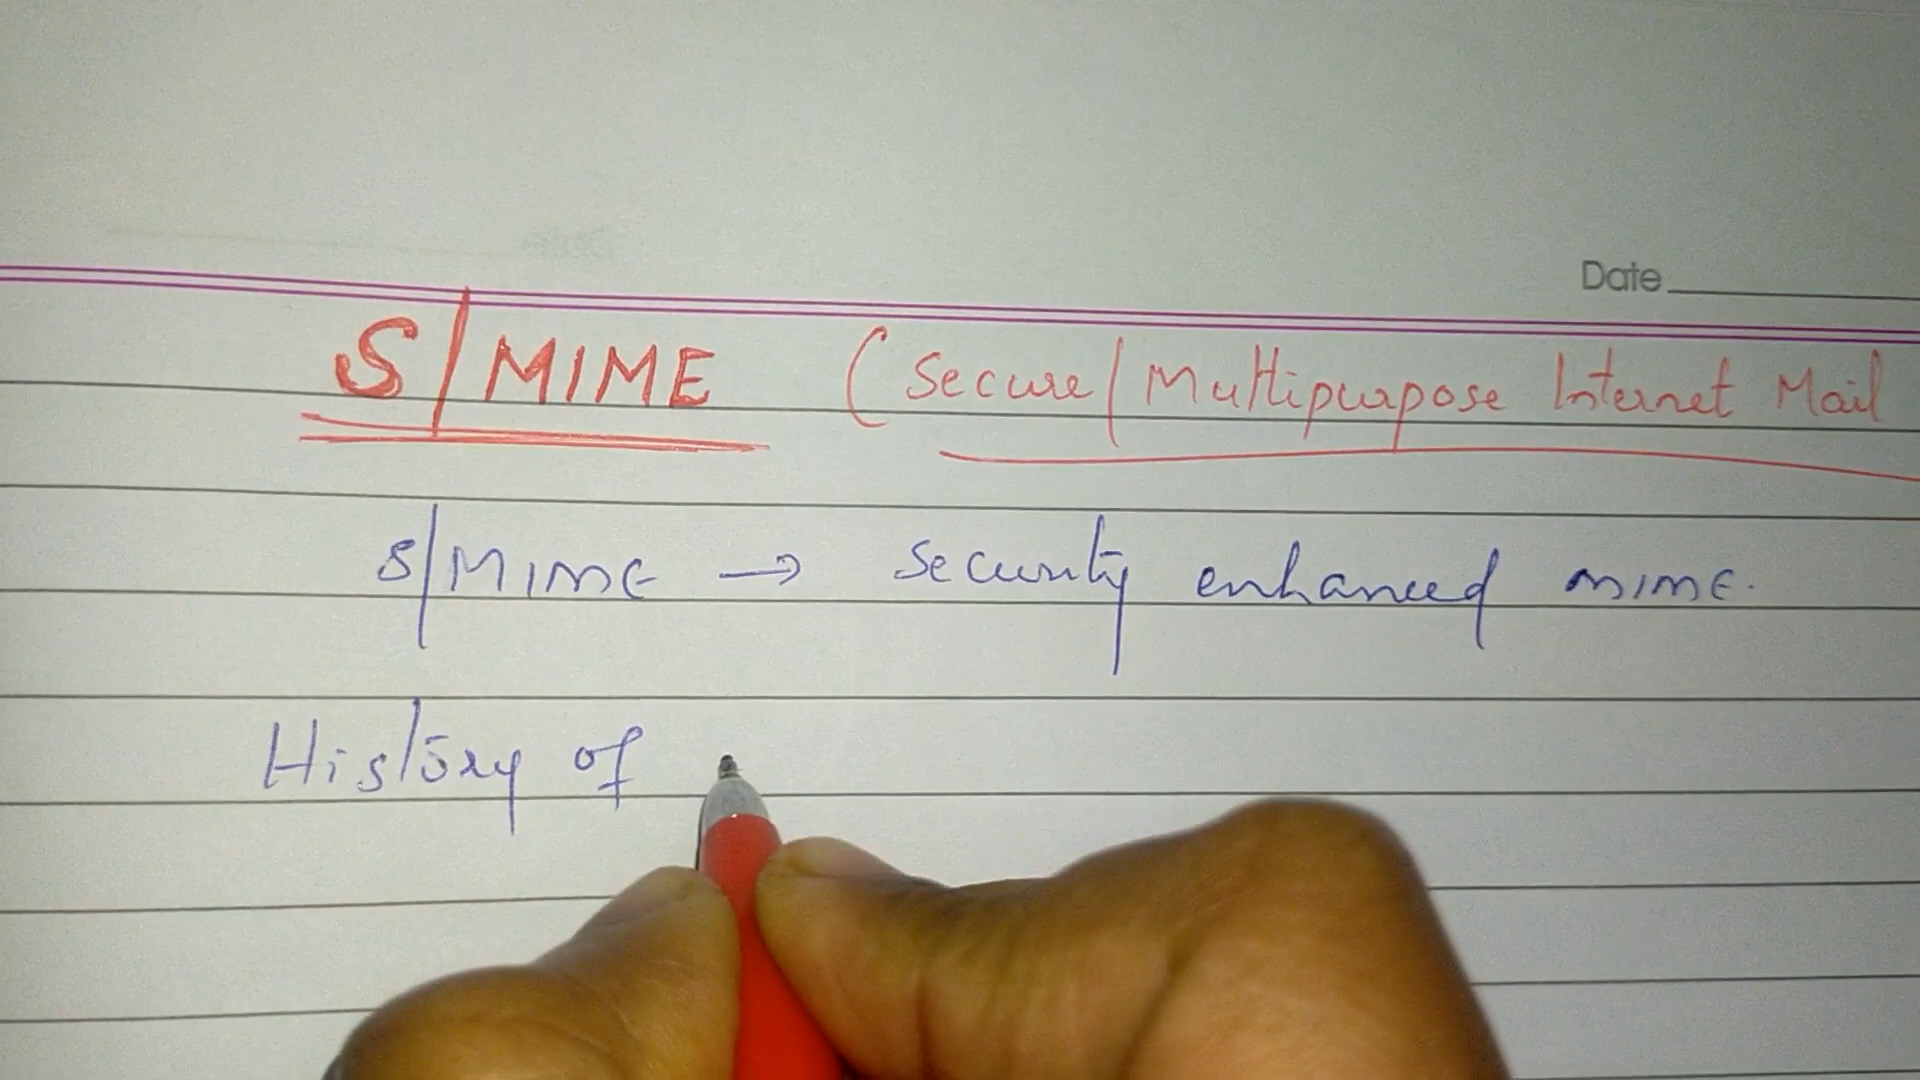 Date
S/MIME (Secure/Multipurpose Internet Mail
S/MIME → Security enhanced MIME.
History of